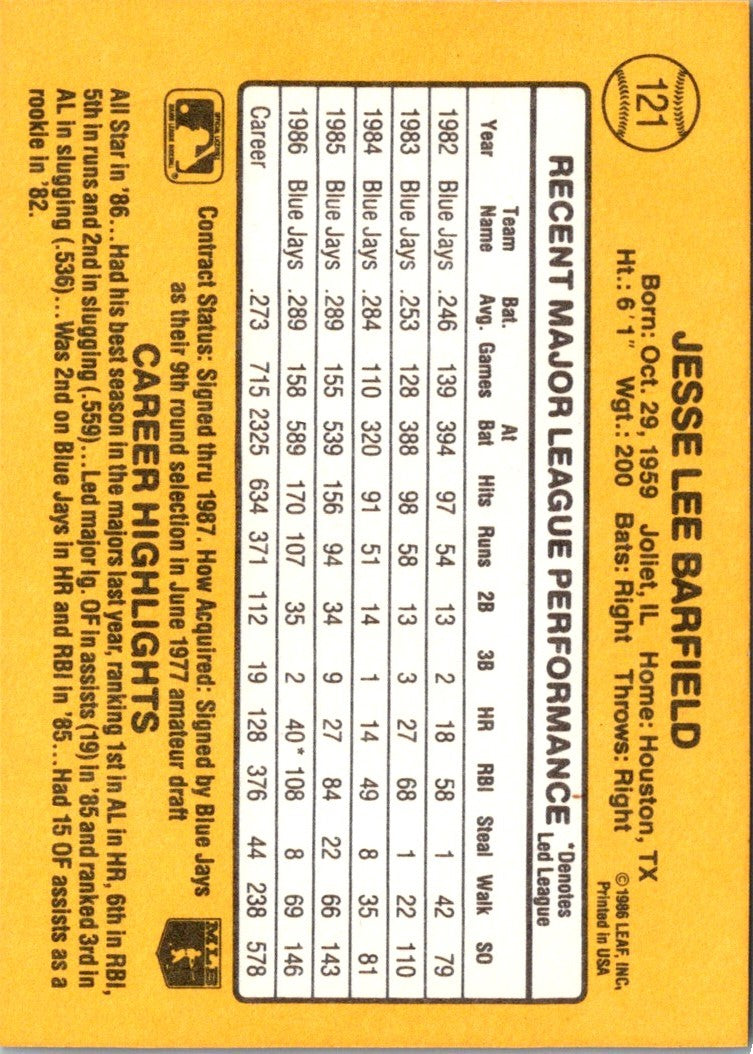 121
JESSE LEE BARFIELD
Born: Oct. 29, 1959 Joliet, IL Home: Houston, TX
Ht.: 6'1" Wgt.: 200 Bats: Right Throws: Right
©1986 LEAF, INC.
Printed in USA
RECENT MAJOR LEAGUE PERFORMANCE *Denotes Led League
Year Team Name Bat. Avg. Games At Bat Hits Runs 2B 3B HR RBI Steal Walk SO
1982 Blue Jays .246 139 394 97 54 13 2 18 58 1 42 79
1983 Blue Jays .253 128 388 98 58 13 3 27 68 1 22 110
1984 Blue Jays .284 110 320 91 51 14 1 14 49 8 35 81
1985 Blue Jays .289 155 539 156 94 34 9 27 84 22 66 143
1986 Blue Jays .289 158 589 170 107 35 2 40* 108 8 69 146
Career .273 715 2325 634 371 112 19 128 376 44 238 578
Contract Status: Signed thru 1987. How Acquired: Signed by Blue Jays
as their 9th round selection in June 1977 amateur draft
MLB
CAREER HIGHLIGHTS
All Star in '86...Had his best season in the majors last year, ranking 1st in AL in HR, 6th in RBI,
5th in runs and 2nd in slugging (.559)...Led major lg. OF in assists (19) in '85 and ranked 3rd in
AL in slugging (.536)...Was 2nd on Blue Jays in HR and RBI in '85...Had 15 OF assists as a
rookie in '82.